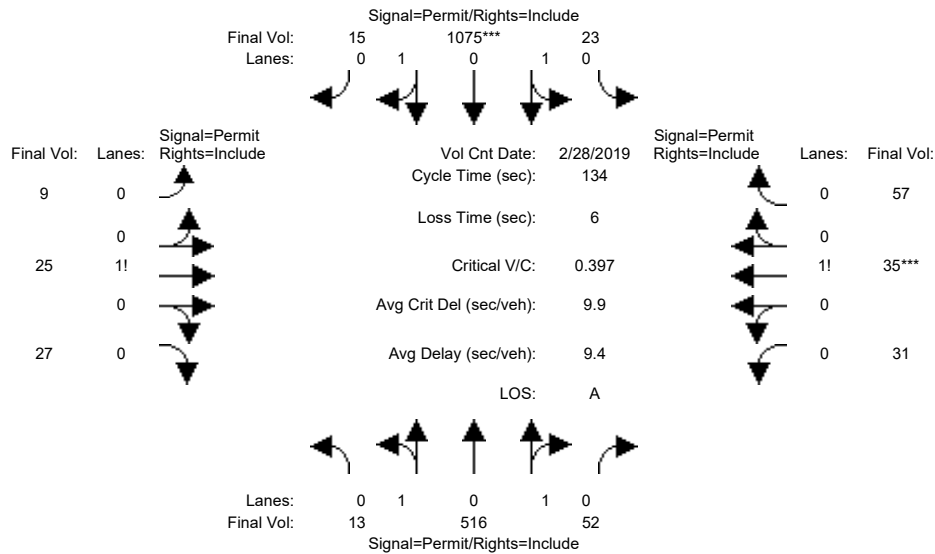 Signal=Permit/Rights=Include
Final Vol: 15 1075*** 23
Lanes: 0 1 0 1 0
Signal=Permit Signal=Permit
Final Vol: Lanes: Rights=Include Vol Cnt Date: 2/28/2019 Rights=Include Lanes: Final Vol:
Cycle Time (sec): 134
9 0 0 57
Loss Time (sec): 6
0 0
25 1! Critical V/C: 0.397 1! 35***
0 Avg Crit Del (sec/veh): 9.9 0
27 0 Avg Delay (sec/veh): 9.4 0 31
LOS: A
Lanes: 0 1 0 1 0
Final Vol: 13 516 52
Signal=Permit/Rights=Include